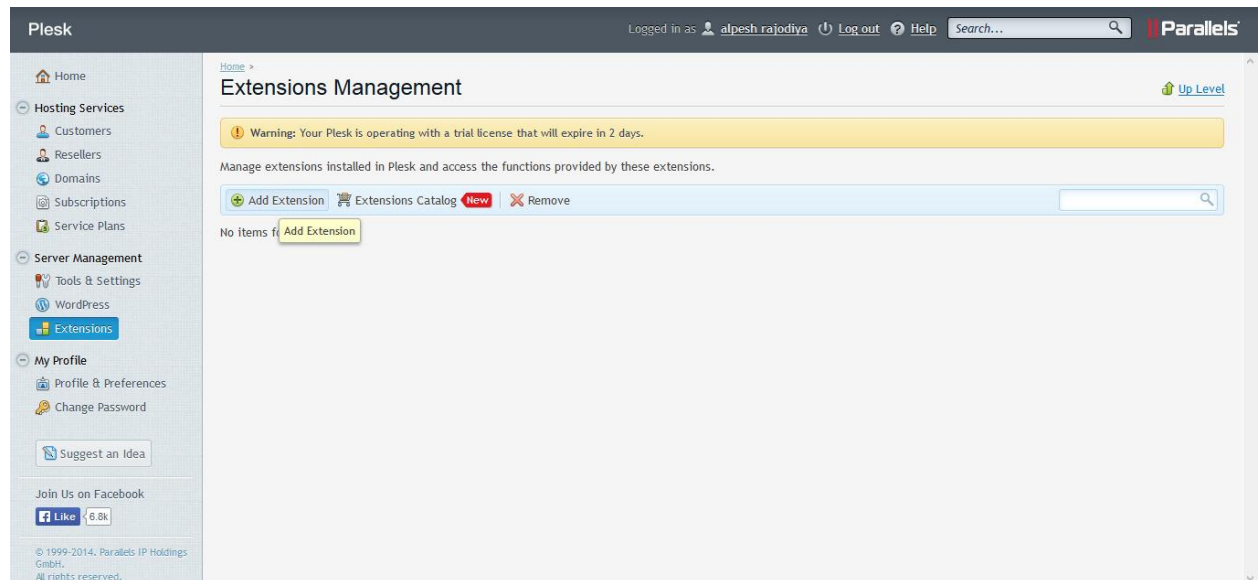 Plesk
Logged in as alpesh rajodiya Log out Help Search... Parallels
Home
Hosting Services
Customers
Resellers
Domains
Subscriptions
Service Plans
Server Management
Tools & Settings
WordPress
Extensions
My Profile
Profile & Preferences
Change Password
Suggest an Idea
Join Us on Facebook
Like 6.8k
© 1999-2014. Parallels IP Holdings
GmbH.
All rights reserved.
Home >
Extensions Management
Up Level
Warning: Your Plesk is operating with a trial license that will expire in 2 days.
Manage extensions installed in Plesk and access the functions provided by these extensions.
Add Extension Extensions Catalog New Remove
No items
Add Extension